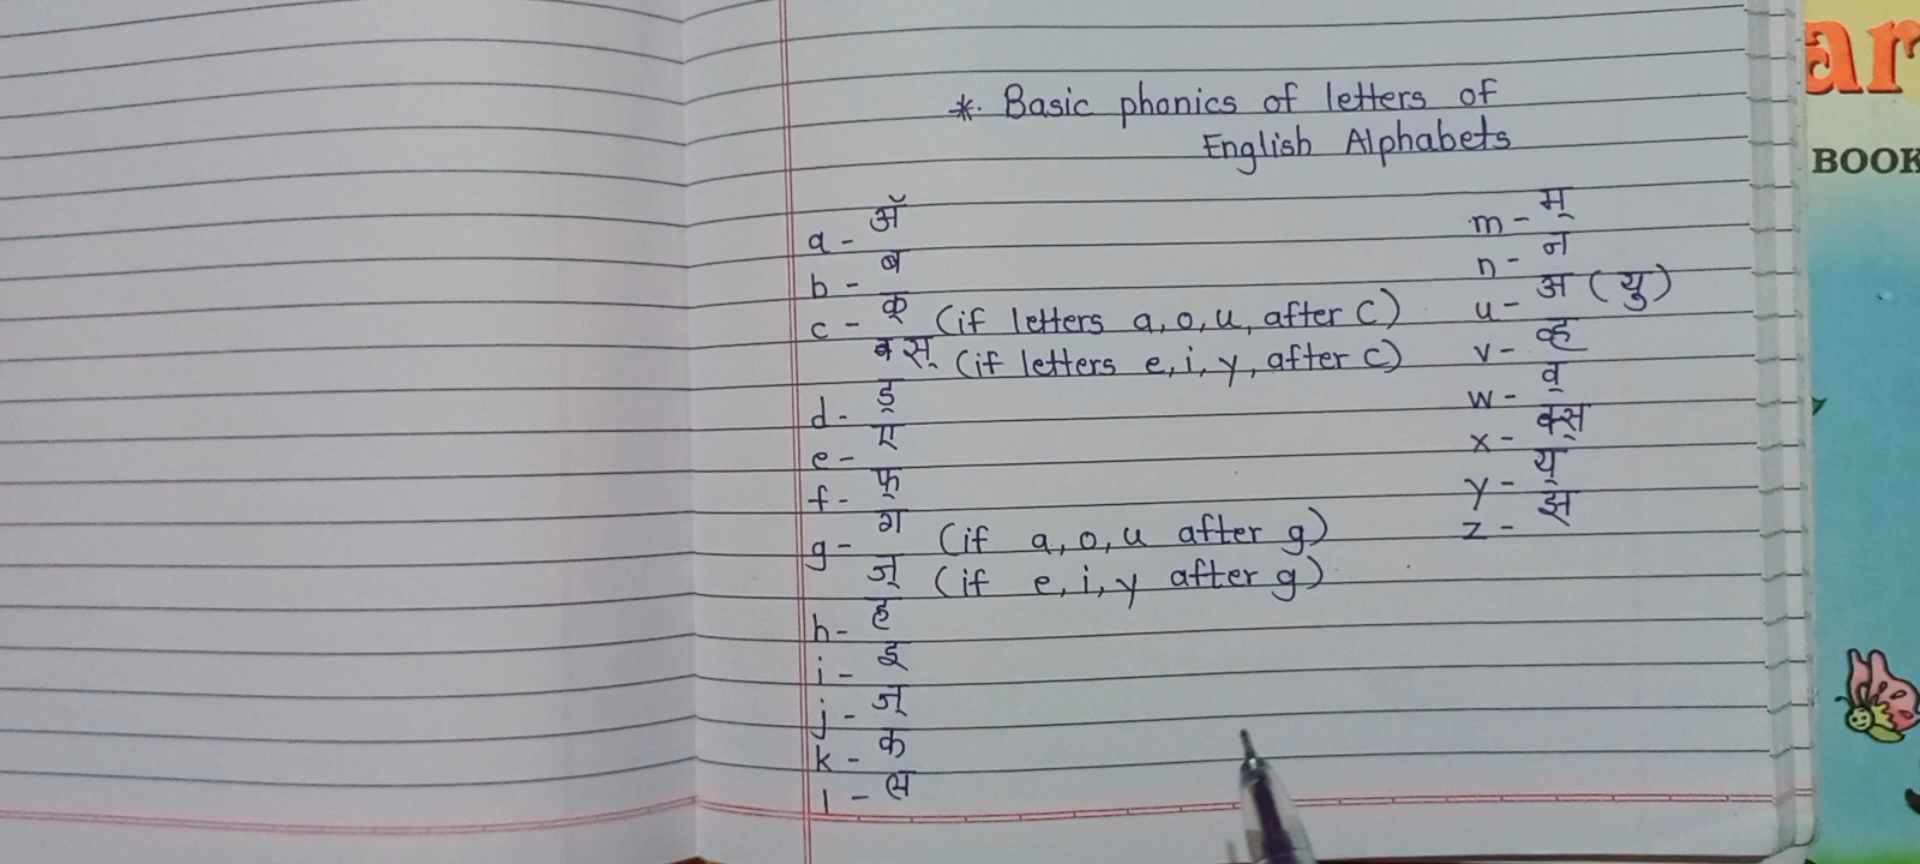 *. Basic phonics of letters of
English Alphabets
a - ॲ
b - ब
c - क् (if letters a, o, u, after c)
स् (if letters e, i, y, after c)
d - ड्
e - ए
f - फ्
g - ग (if a, o, u after g)
ज् (if e, i, y after g)
h - ह
i - इ
j - ज्
k - क
l - ल
m - म्
n - न
u - अ (यु)
v - व्ह
w - व्
x - क्स्
y - य्
z - झ
ar
BOOK